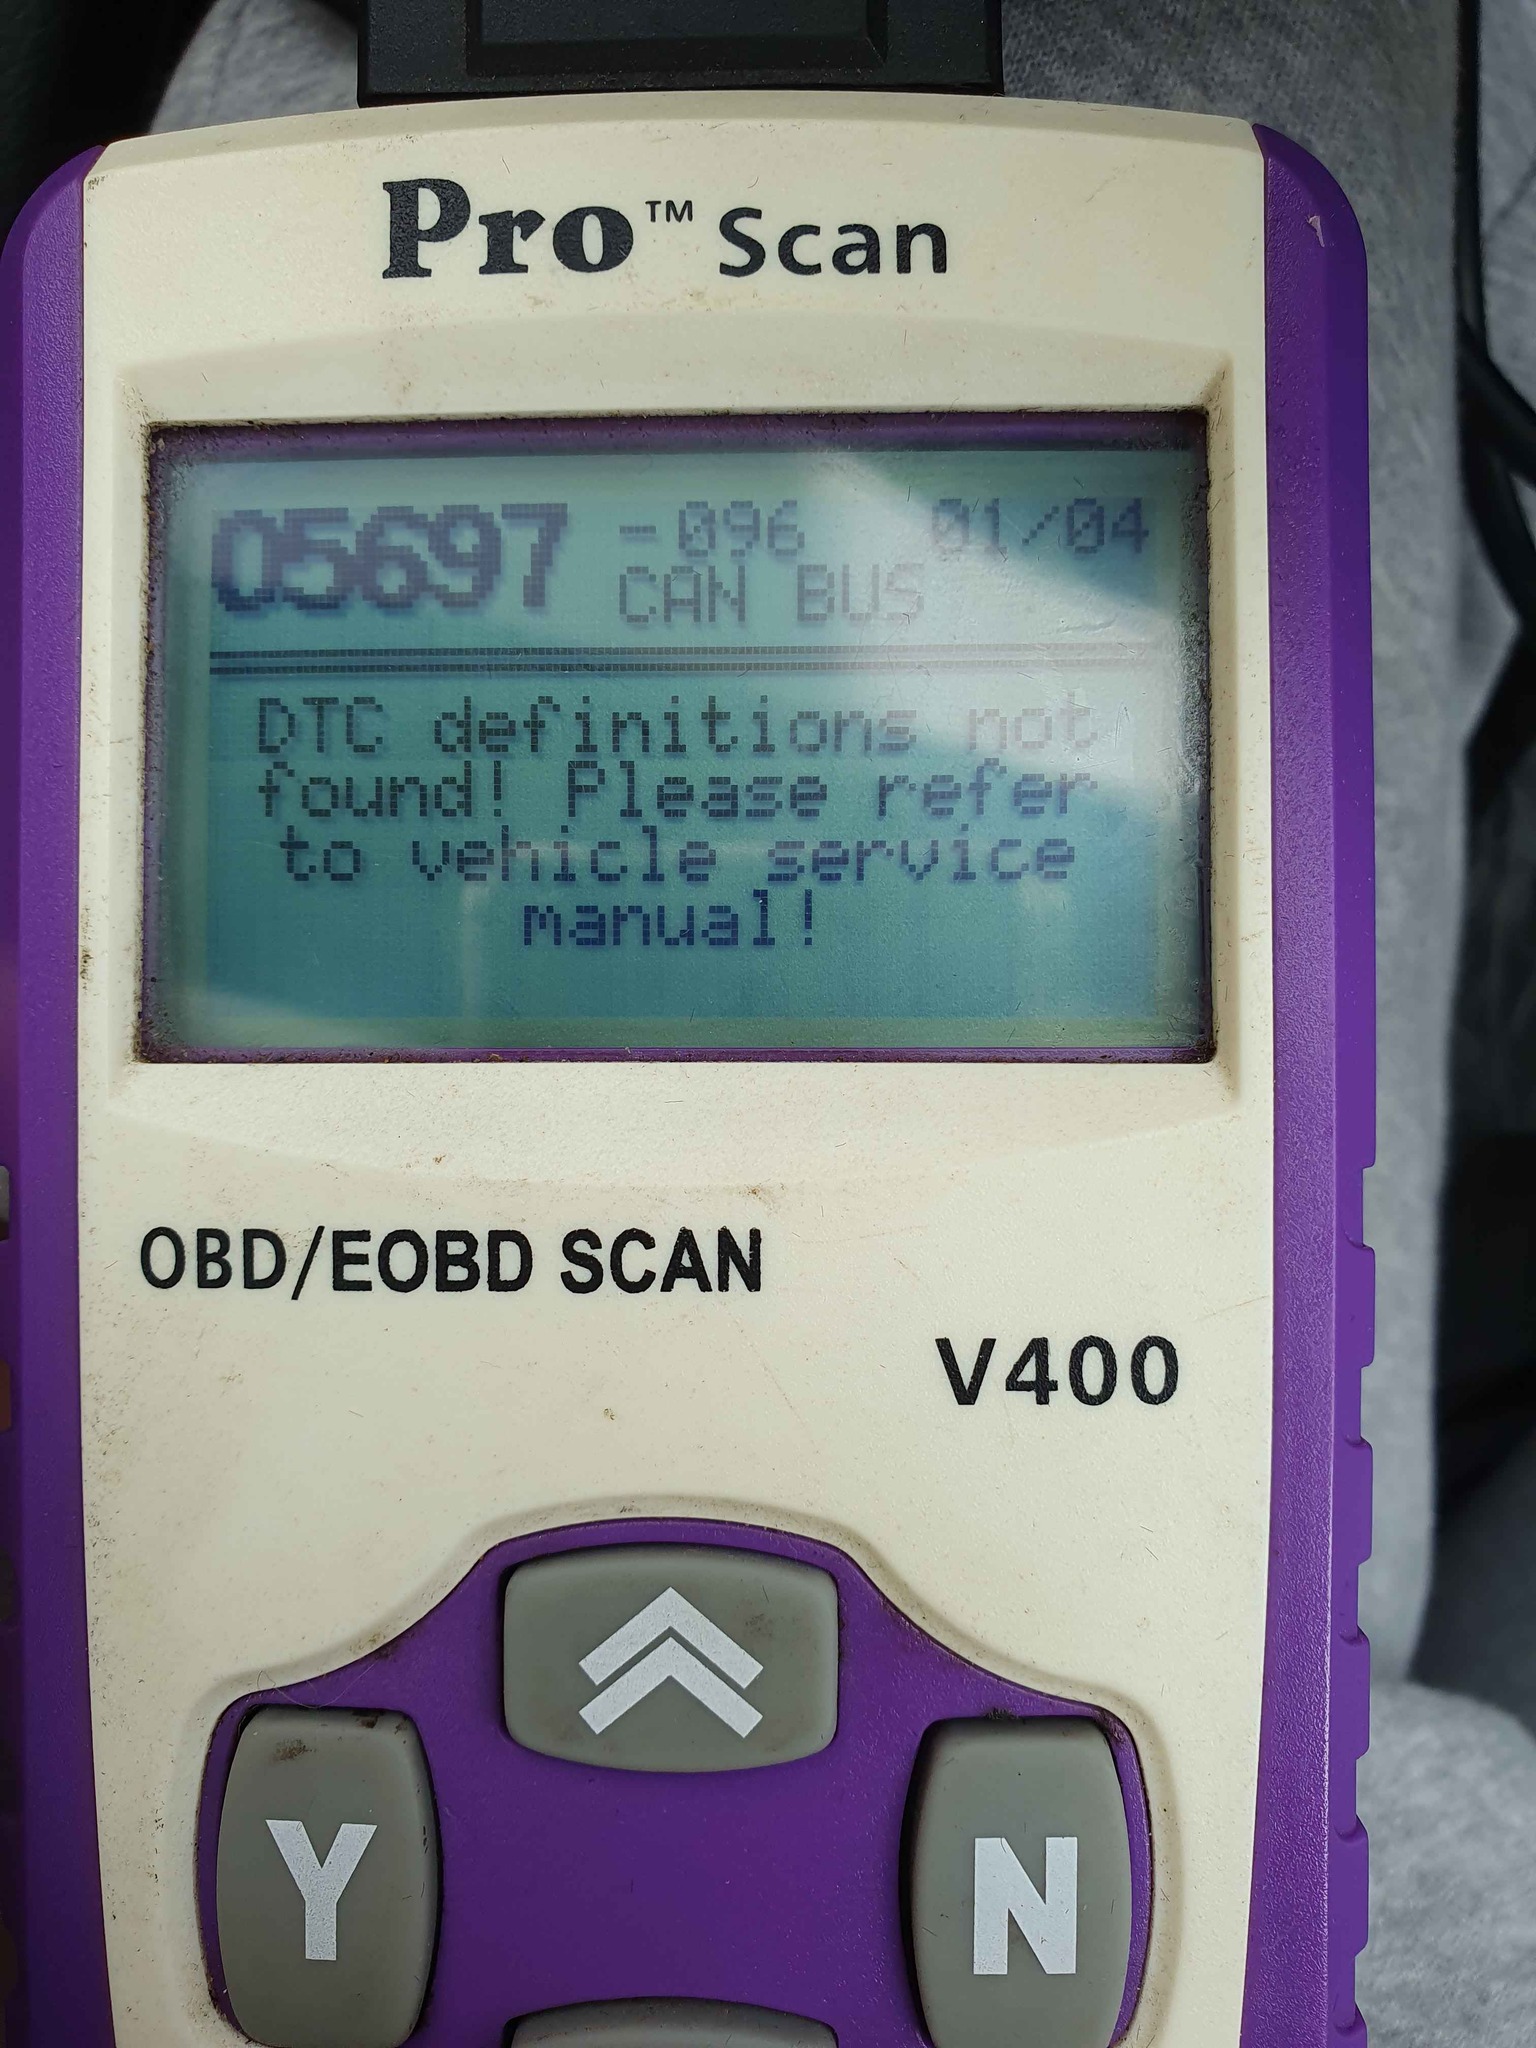 Pro™ Scan
05697 -096 01/04
CAN BUS
DTC definitions not
found! Please refer
to vehicle service
manual!
OBD/EOBD SCAN
V400
Y
N